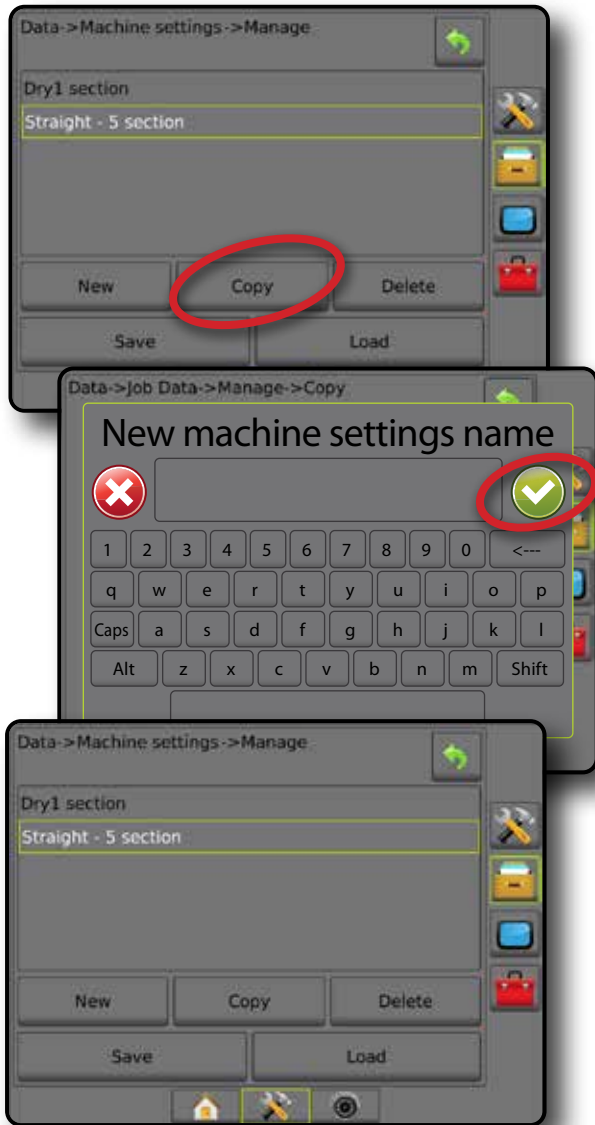 Data->Machine settings->Manage
Dry1 section
Straight - 5 section
New Copy Delete
Save Load
Data->Job Data->Manage->Copy
New machine settings name
1 2 3 4 5 6 7 8 9 0 <---
q w e r t y u i o p
Caps a s d f g h j k l
Alt z x c v b n m Shift
Data->Machine settings->Manage
Dry1 section
Straight - 5 section
New Copy Delete
Save Load